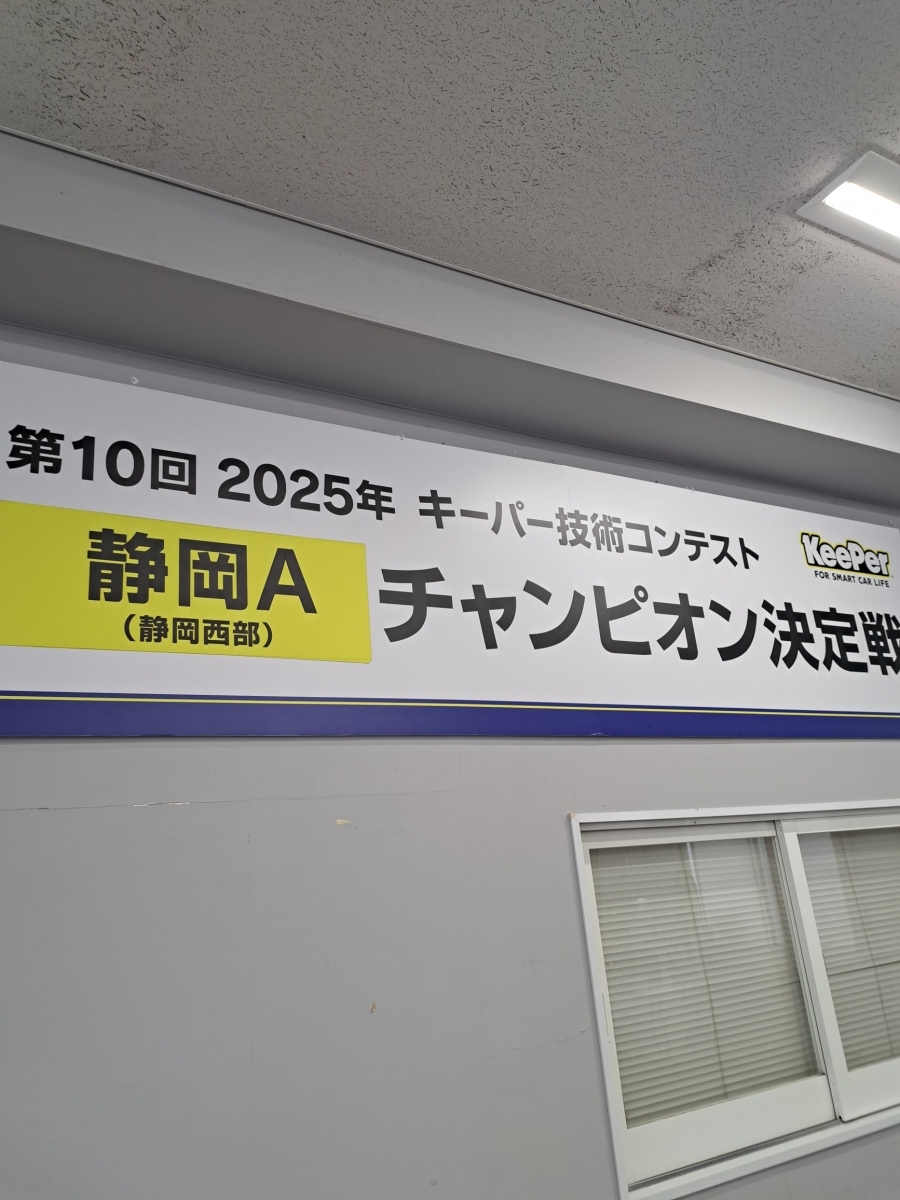 第10回 2025年 キーパー技術コンテスト
KeePer
FOR SMART CAR LIFE
静岡A
(静岡西部)
チャンピオン決定戦